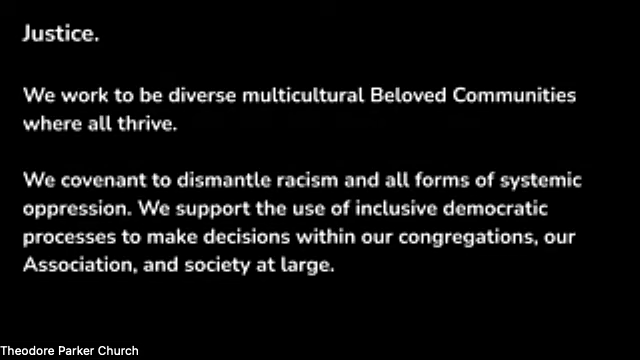 Justice.
We work to be diverse multicultural Beloved Communities
where all thrive.
We covenant to dismantle racism and all forms of systemic
oppression. We support the use of inclusive democratic
processes to make decisions within our congregations, our
Association, and society at large.
Theodore Parker Church